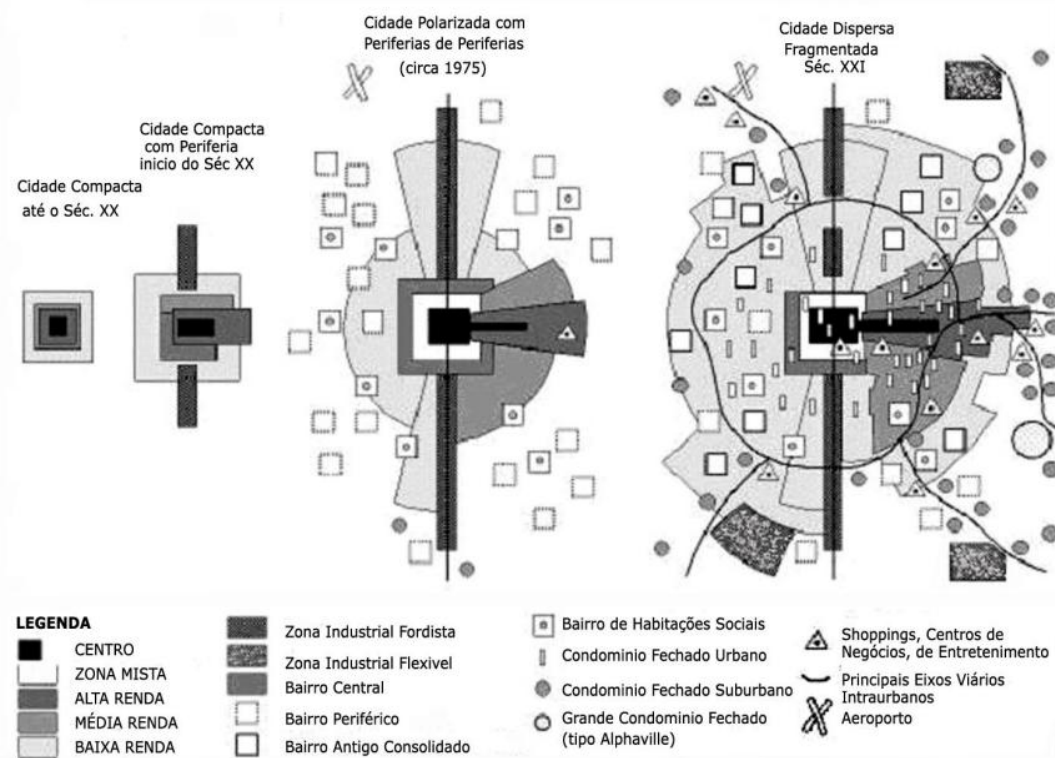 Cidade Compacta
até o Séc. XX
Cidade Compacta
com Periferia
inicio do Séc XX
Cidade Polarizada com
Periferias de Periferias
(circa 1975)
Cidade Dispersa
Fragmentada
Séc. XXI
LEGENDA
CENTRO
ZONA MISTA
ALTA RENDA
MÉDIA RENDA
BAIXA RENDA
Zona Industrial Fordista
Zona Industrial Flexivel
Bairro Central
Bairro Periférico
Bairro Antigo Consolidado
Bairro de Habitações Sociais
Condominio Fechado Urbano
Condominio Fechado Suburbano
Grande Condominio Fechado
(tipo Alphaville)
Shoppings, Centros de
Negócios, de Entretenimento
Principais Eixos Viários
Intraurbanos
Aeroporto